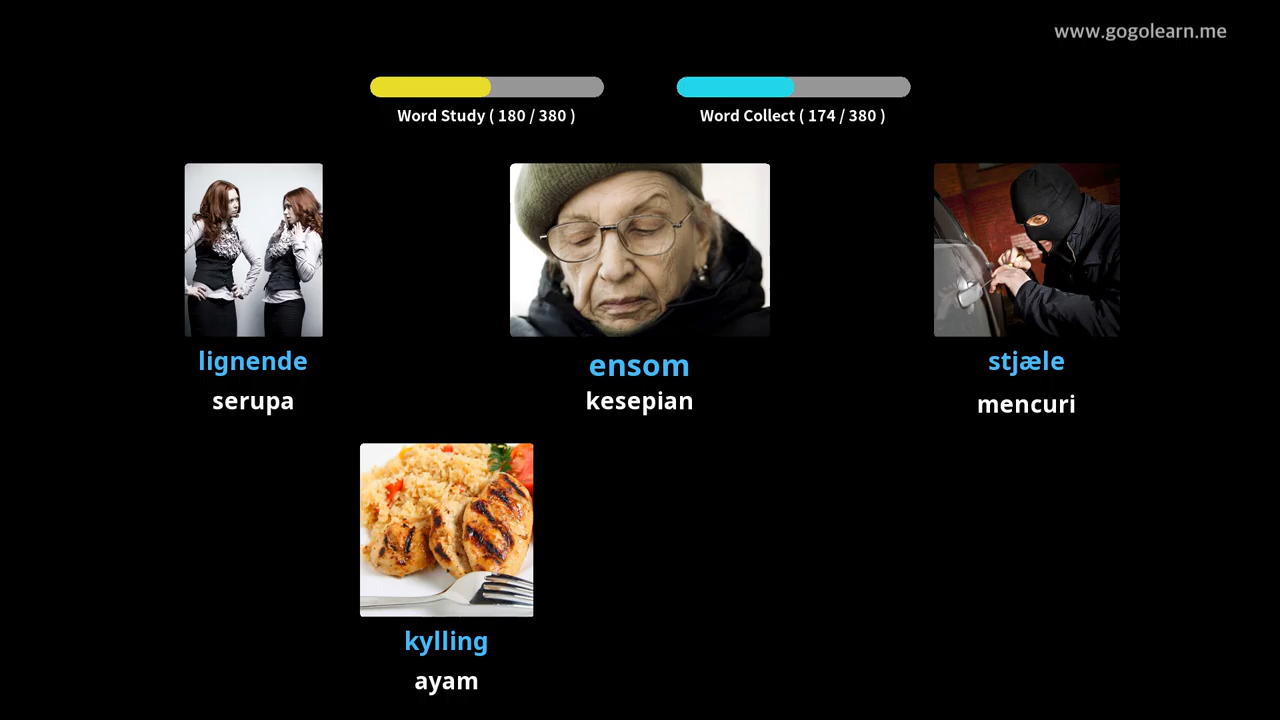 www.gogolearn.me
Word Study ( 180 / 380 )
Word Collect ( 174 / 380 )
lignende
serupa
ensom
kesepian
stjæle
mencuri
kylling
ayam